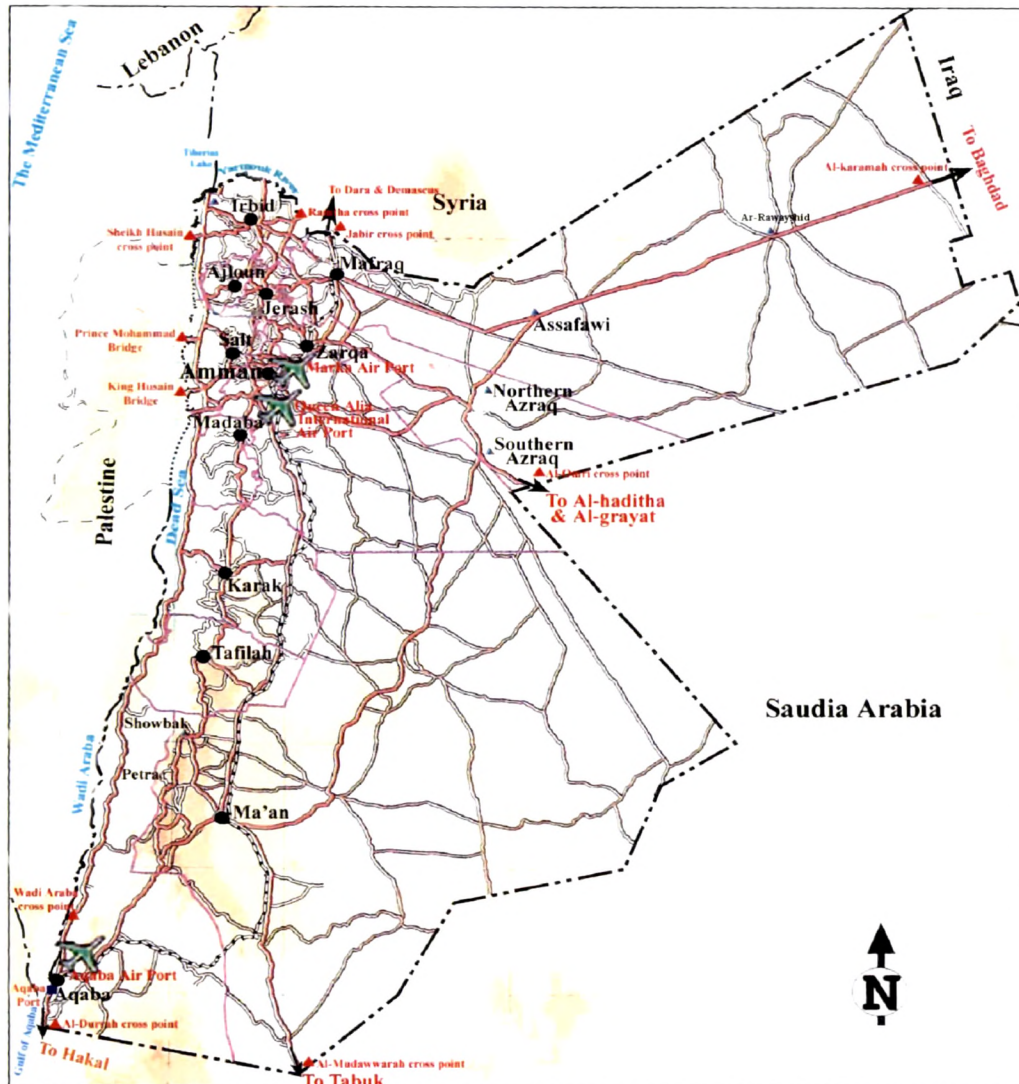 Lebanon
The Mediterranean Sea
Iraq
To Baghdad
Al-karamah cross point
Tiberius
Lake
Yarmouk River
To Dara & Demascus
Ramtha cross point
Syria
Irbid
Ar-Rawayshid
Sheikh Husain
cross point
Jabir cross point
Ajloun
Mafraq
Jerash
Assafawi
Prince Mohammad
Bridge
Salt
Zarqa
Amman
Marka Air Port
King Husain
Bridge
Northern
Azraq
Queen Alia
International
Air Port
Madaba
Southern
Azraq
Palestine
Dead Sea
To Al-haditha
& Al-grayat
Karak
Tafilah
Saudia Arabia
Showbak
Petra
Wadi Araba
Ma'an
Wadi Araba
cross point
Aqaba Air Port
Aqaba
Port
Aqaba
N
Gulf of Aqaba
Al-Durrah cross point
To Hakal
Al-Mudawwarah cross point
To Tabuk